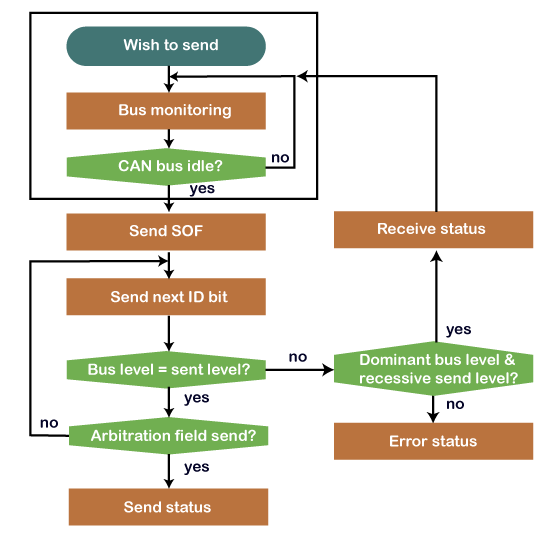 Wish to send
Bus monitoring
CAN bus idle?
no
yes
Send SOF
Receive status
Send next ID bit
yes
Bus level = sent level?
no
Dominant bus level &
recessive send level?
yes
no
no
Arbitration field send?
Error status
yes
Send status